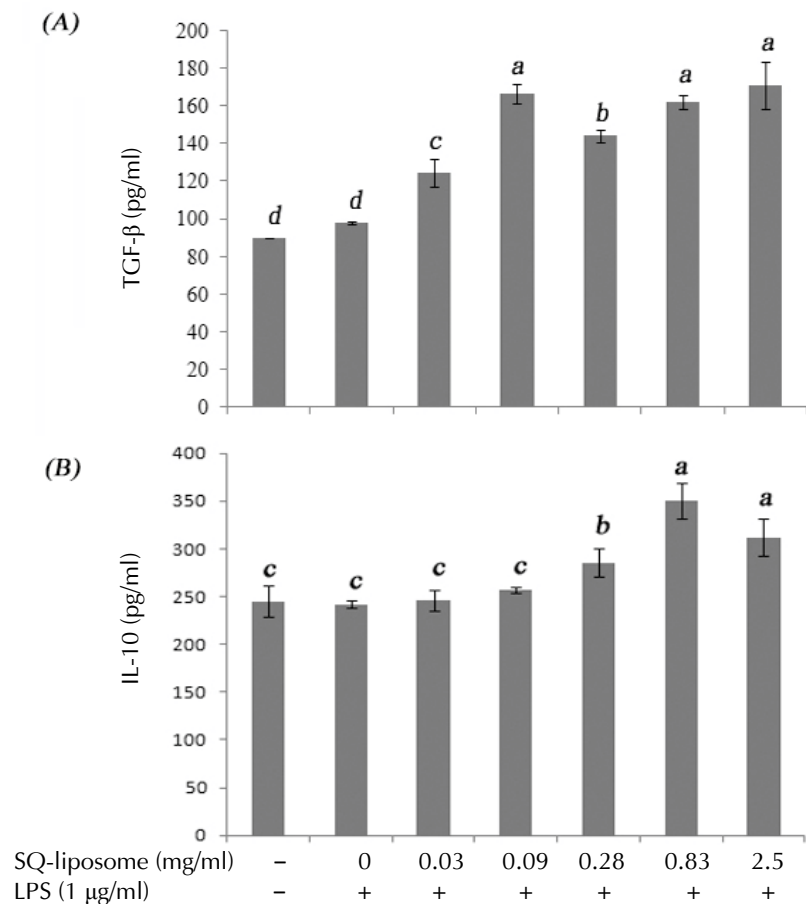 (A)
200
180
160
140
120
100
80
60
40
20
0
TGF-β (pg/ml)
d d c a b a a
(B)
400
350
300
250
200
150
100
50
0
IL-10 (pg/ml)
c c c c b a a
SQ-liposome (mg/ml) – 0 0.03 0.09 0.28 0.83 2.5
LPS (1 μg/ml) – + + + + + +